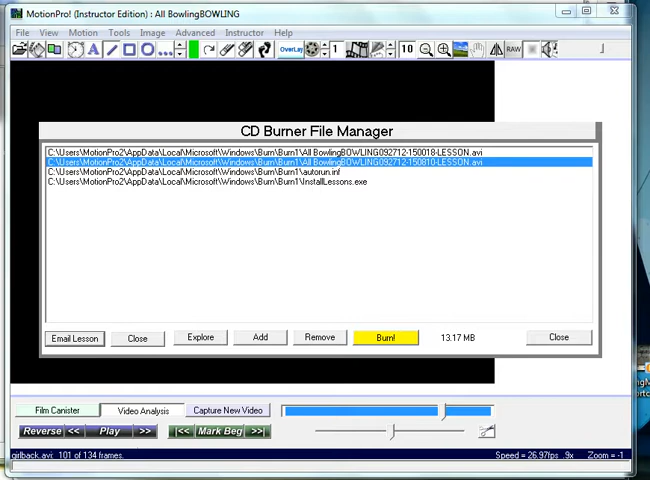 MotionPro! (Instructor Edition) : All BowlingBOWLING
File View Motion Tools Image Advanced Instructor Help
A OverLay 1 10 RAW
CD Burner File Manager
C:\Users\MotionPro2\AppData\Local\Microsoft\Windows\Burn\Burn1\All BowlingBOWLING092712-150018-LESSON.avi
C:\Users\MotionPro2\AppData\Local\Microsoft\Windows\Burn\Burn1\All BowlingBOWLING092712-150810-LESSON.avi
C:\Users\MotionPro2\AppData\Local\Microsoft\Windows\Burn\Burn1\autorun.inf
C:\Users\MotionPro2\AppData\Local\Microsoft\Windows\Burn\Burn1\InstallLessons.exe
Email Lesson Close Explore Add Remove Burn! 13.17 MB Close
Film Canister Video Analysis Capture New Video
Reverse << Play >> |<< Mark Beg >>|
girlback.avi: 101 of 134 frames. Speed = 26.97fps ..9x Zoom = -1